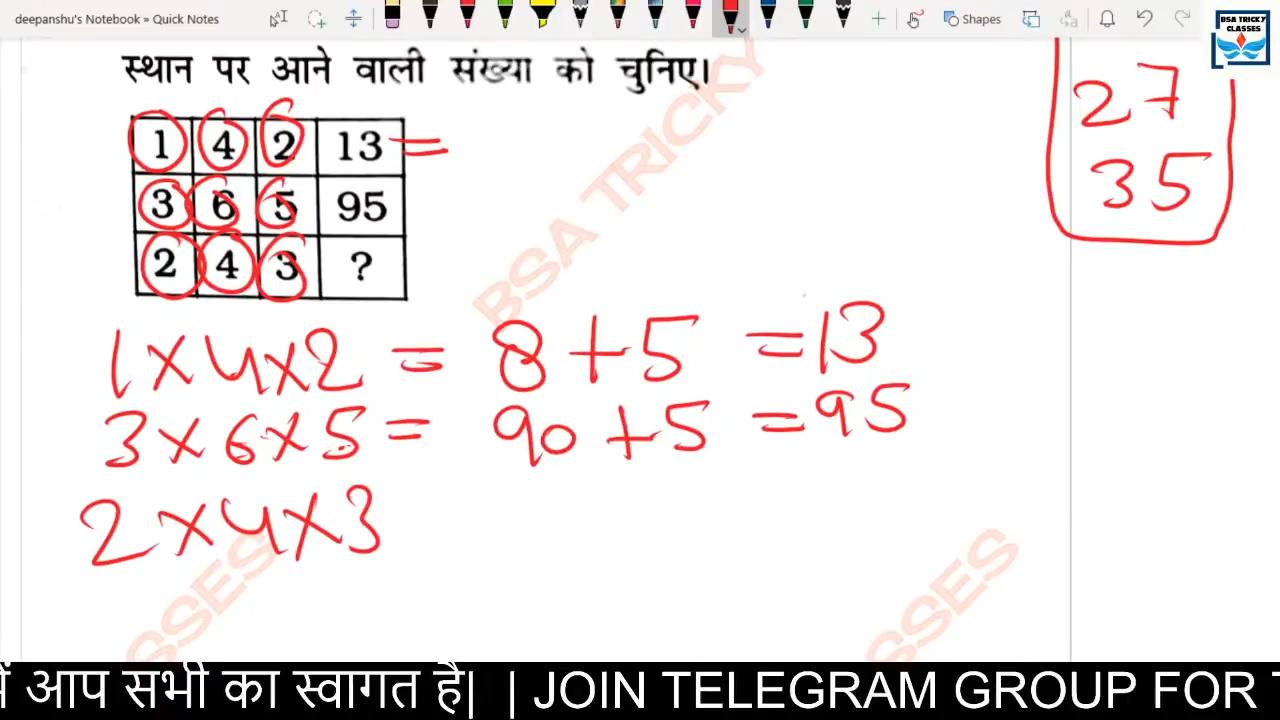 deepanshu's Notebook » Quick Notes
Shapes
BSA TRICKY
CLASSES
स्थान पर आने वाली संख्या को चुनिए।
27
35
1 4 2 13 =
3 6 5 95
2 4 3 ?
BSA TRICKY
1×4×2 = 8+5 =13
3×6×5 = 90+5 =95
2×4×3
SSES
SSES
में आप सभी का स्वागत है| | JOIN TELEGRAM GROUP FOR T